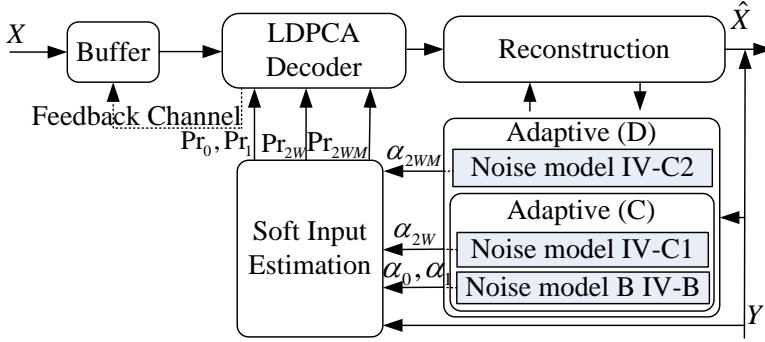 X
Buffer
LDPCA
Decoder
Reconstruction
X̂
Feedback Channel
Pr₀, Pr₁
Pr₂W
Pr₂WM
Soft Input
Estimation
α₂WM
α₂W
α₀, α₁
Adaptive (D)
Noise model IV-C2
Adaptive (C)
Noise model IV-C1
Noise model B IV-B
Y